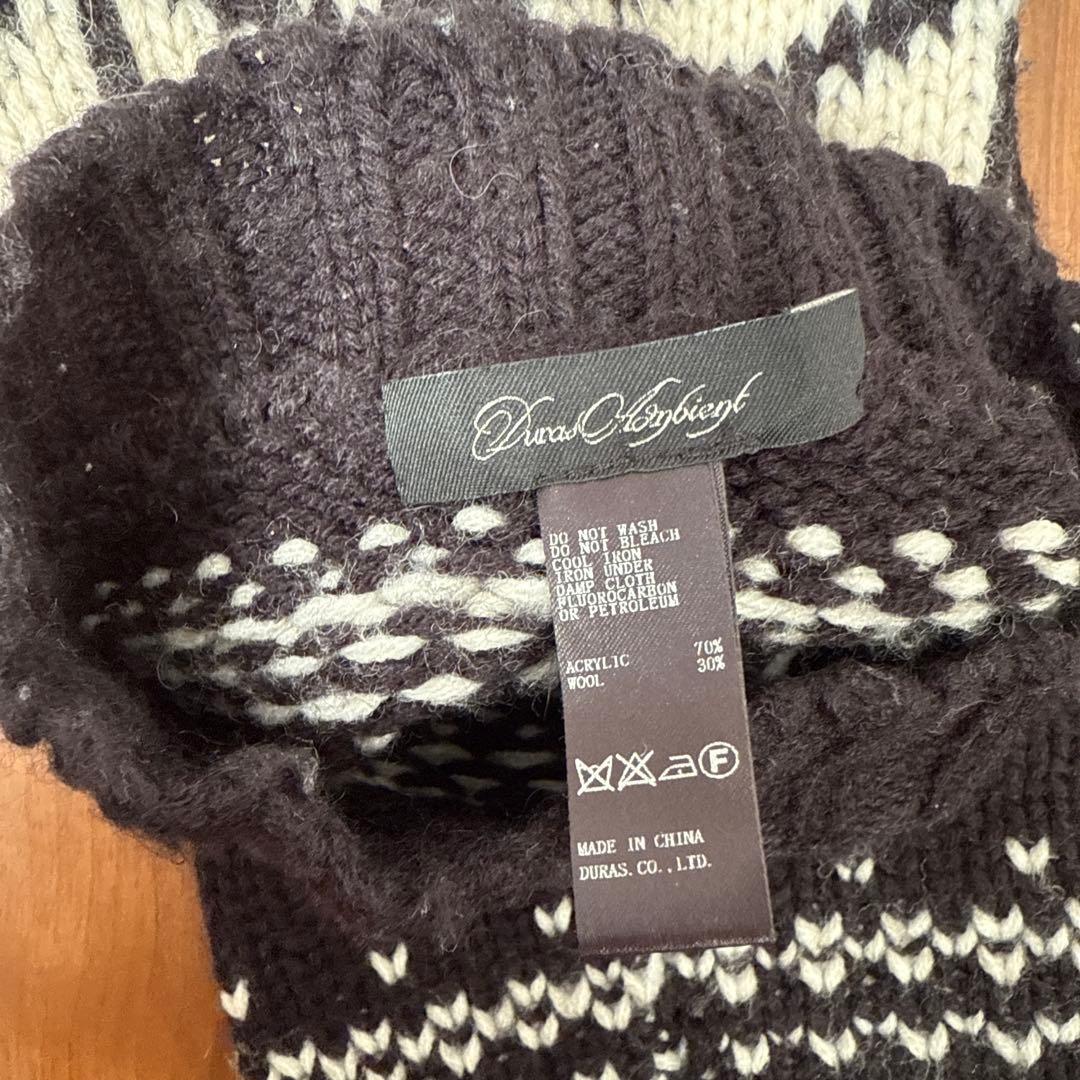 Duras Ambient
DO NOT WASH
DO NOT BLEACH
COOL IRON
IRON UNDER
DAMP CLOTH
FLUOROCARBON
OR PETROLEUM
ACRYLIC 70%
WOOL 30%
F
MADE IN CHINA
DURAS.CO.,LTD.